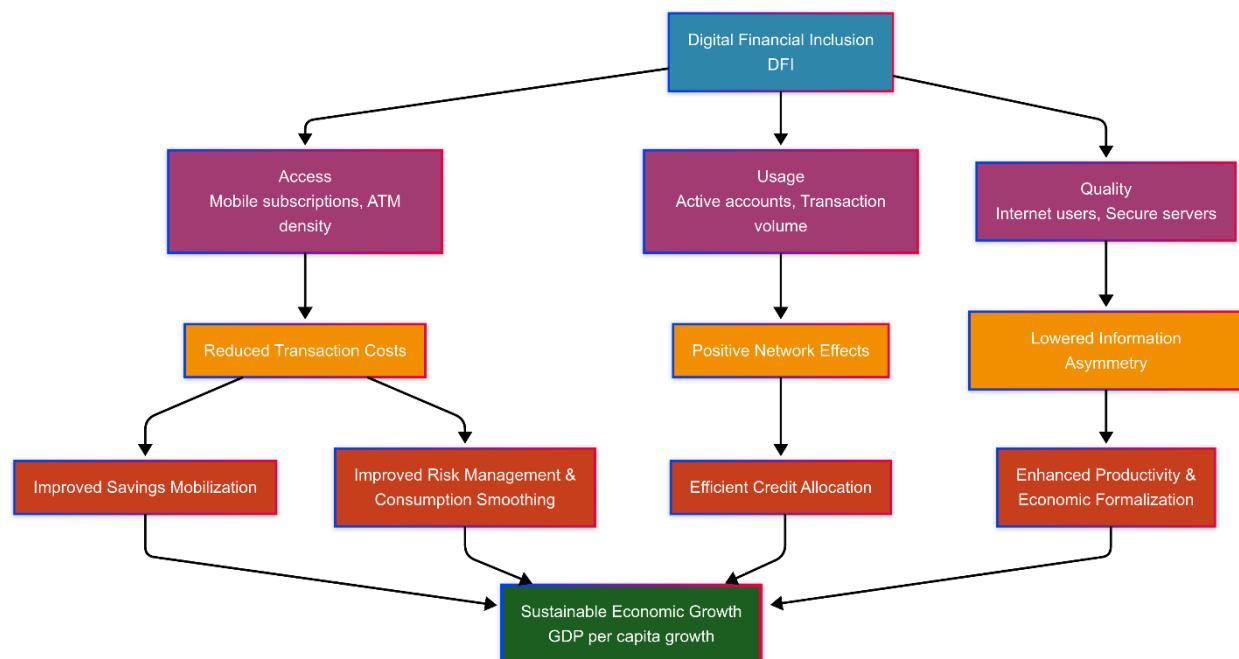 Digital Financial Inclusion
DFI
Access
Mobile subscriptions, ATM
density
Usage
Active accounts, Transaction
volume
Quality
Internet users, Secure servers
Reduced Transaction Costs
Positive Network Effects
Lowered Information
Asymmetry
Improved Savings Mobilization
Improved Risk Management &
Consumption Smoothing
Efficient Credit Allocation
Enhanced Productivity &
Economic Formalization
Sustainable Economic Growth
GDP per capita growth